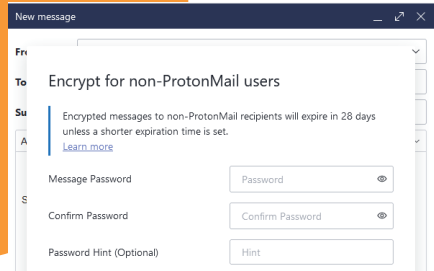 New message
Encrypt for non-ProtonMail users
Encrypted messages to non-ProtonMail recipients will expire in 28 days
unless a shorter expiration time is set.
Learn more
Message Password Password
Confirm Password Confirm Password
Password Hint (Optional) Hint